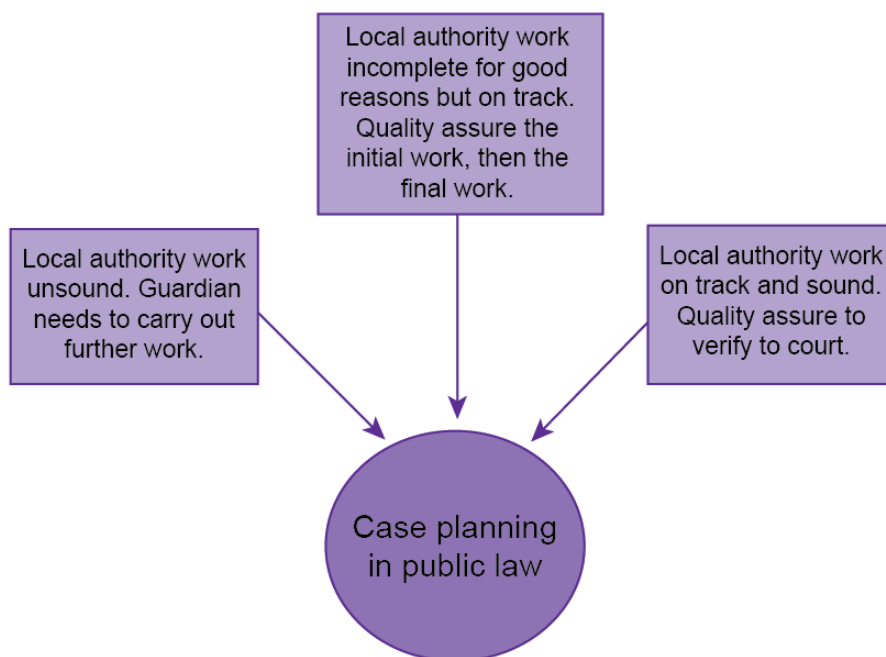 Local authority work
incomplete for good
reasons but on track.
Quality assure the
initial work, then the
final work.
Local authority work
unsound. Guardian
needs to carry out
further work.
Local authority work
on track and sound.
Quality assure to
verify to court.
Case planning
in public law